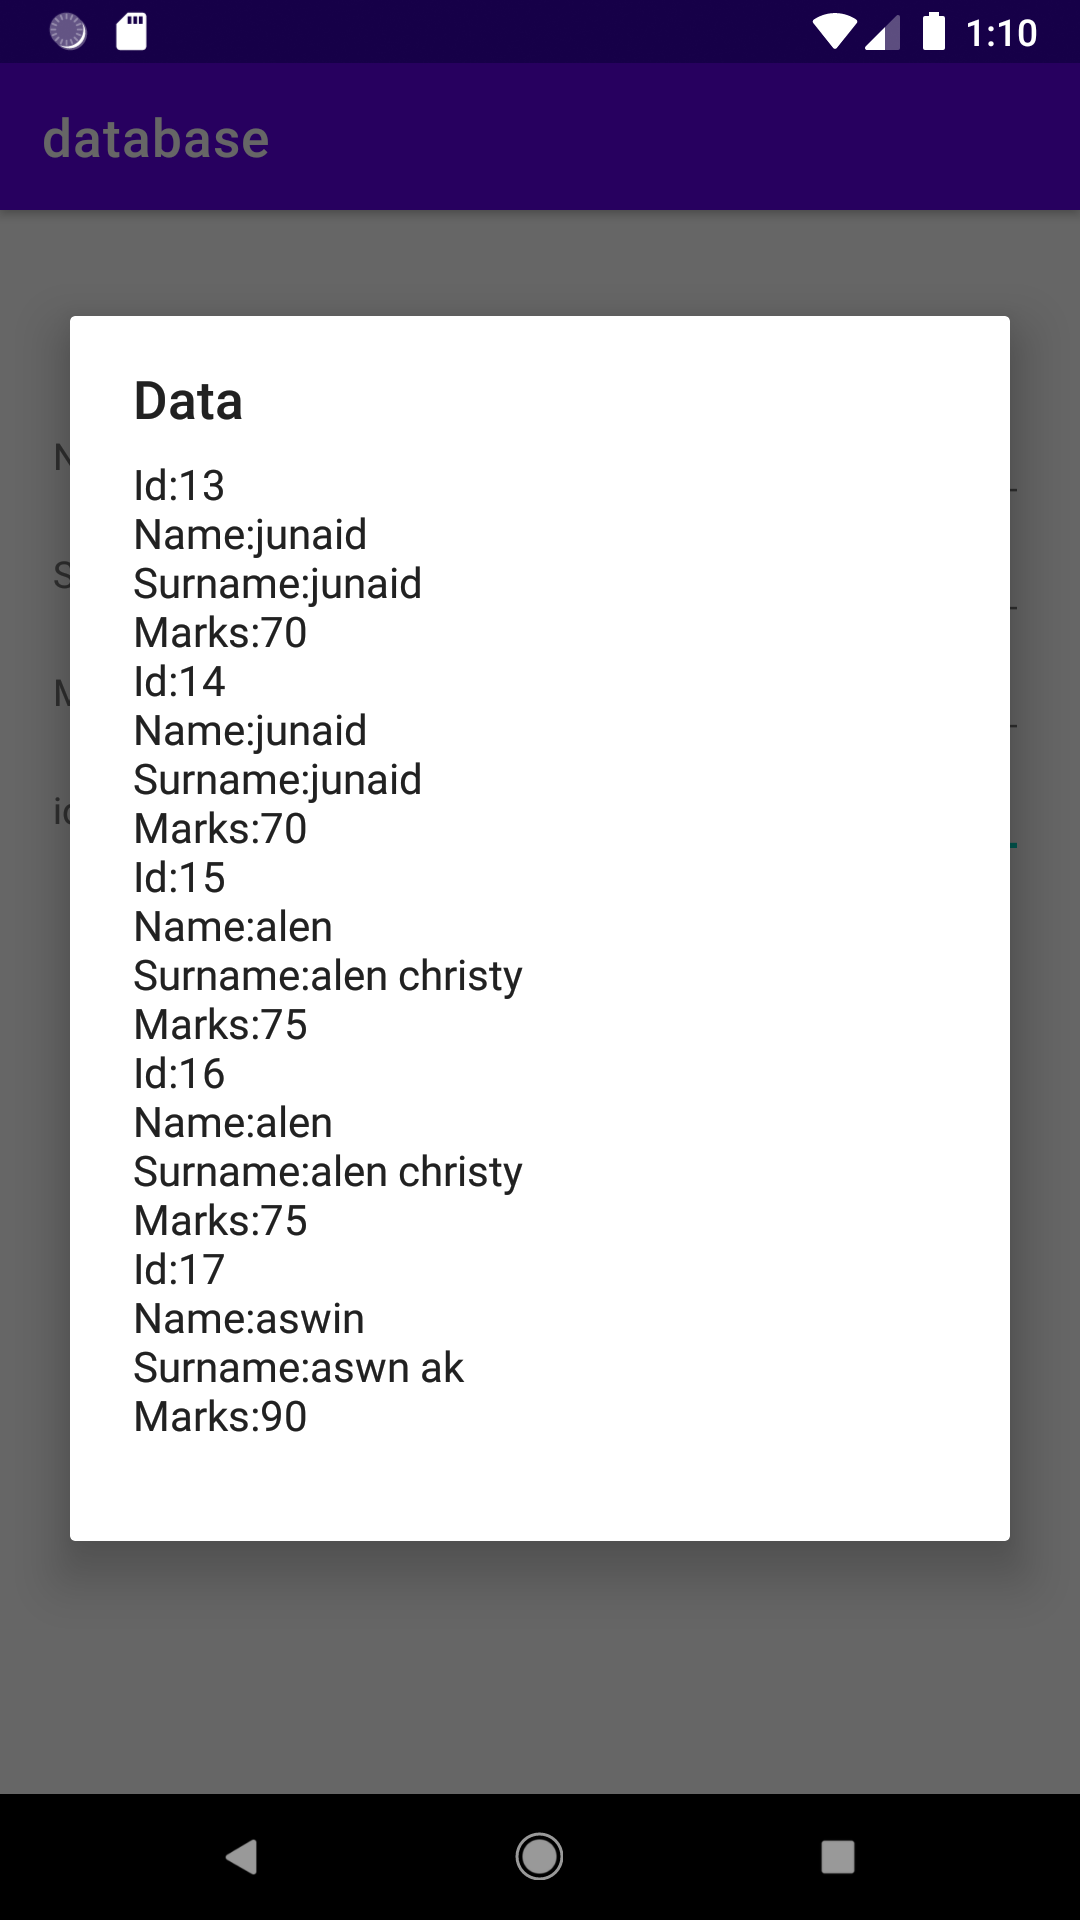 1:10
database
Data
Id:13
Name:junaid
Surname:junaid
Marks:70
Id:14
Name:junaid
Surname:junaid
Marks:70
Id:15
Name:alen
Surname:alen christy
Marks:75
Id:16
Name:alen
Surname:alen christy
Marks:75
Id:17
Name:aswin
Surname:aswn ak
Marks:90